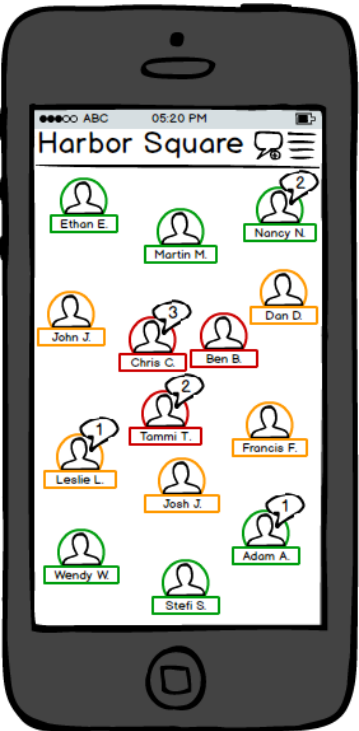 ABC 05:20 PM
Harbor Square
2
Ethan E.
Nancy N.
Martin M.
Dan D.
3
John J.
Chris C.
Ben B.
2
Tammi T.
1
Francis F.
Leslie L.
Josh J.
1
Adam A.
Wendy W.
Stefi S.